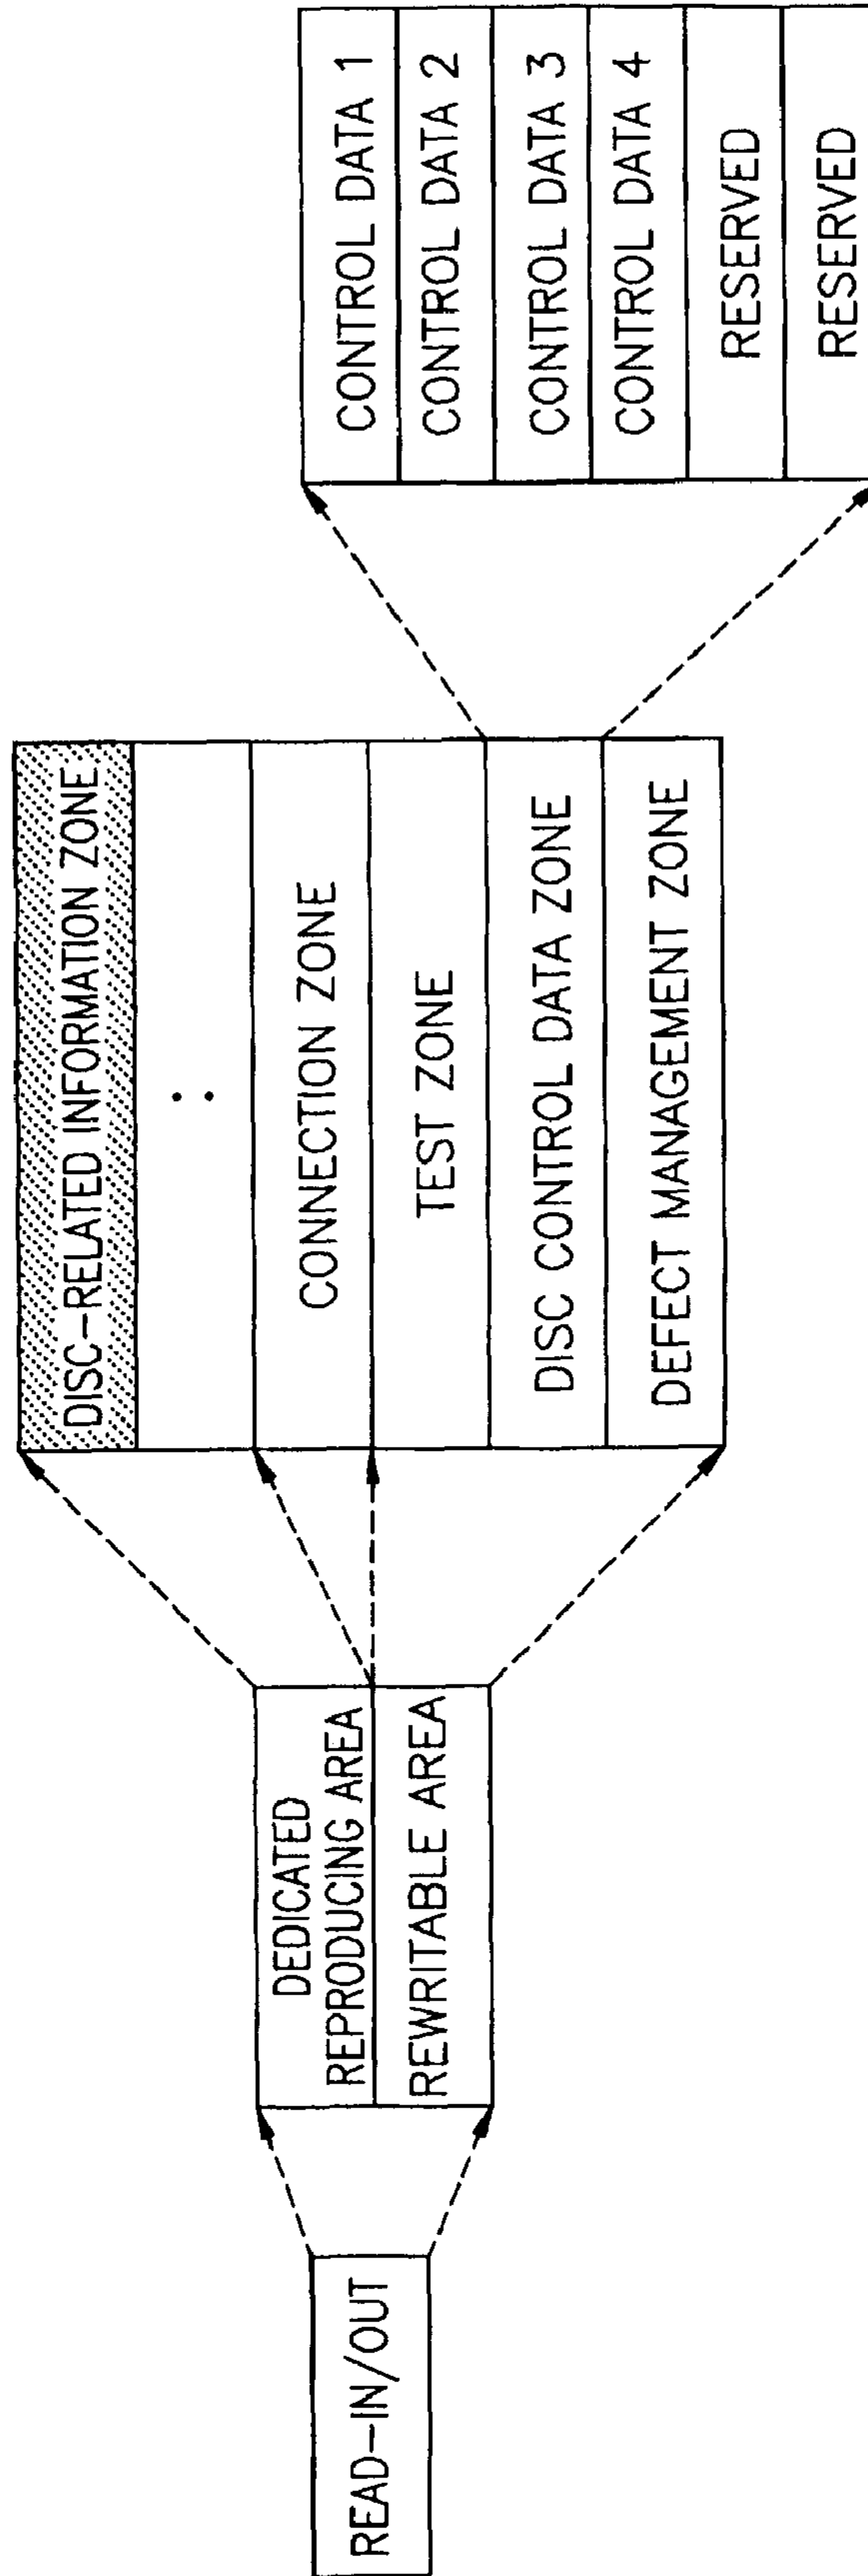 READ-IN/OUT
DEDICATED
REPRODUCING AREA
REWRITABLE AREA
DISC-RELATED INFORMATION ZONE
:
CONNECTION ZONE
TEST ZONE
DISC CONTROL DATA ZONE
DEFECT MANAGEMENT ZONE
CONTROL DATA 1
CONTROL DATA 2
CONTROL DATA 3
CONTROL DATA 4
RESERVED
RESERVED